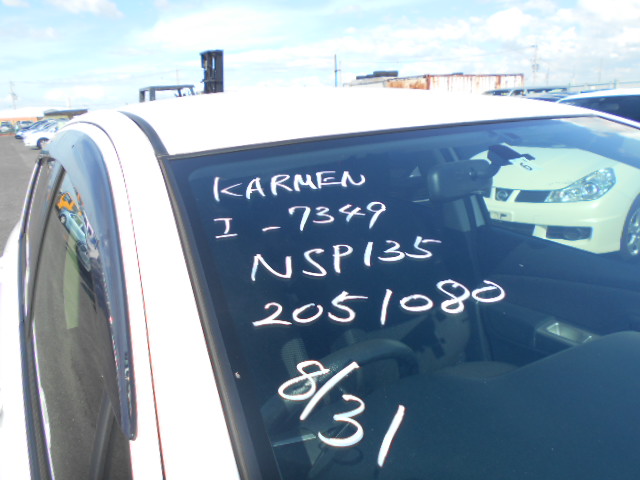 KARMEN
I - 7349
NSP135
2051080
8/31